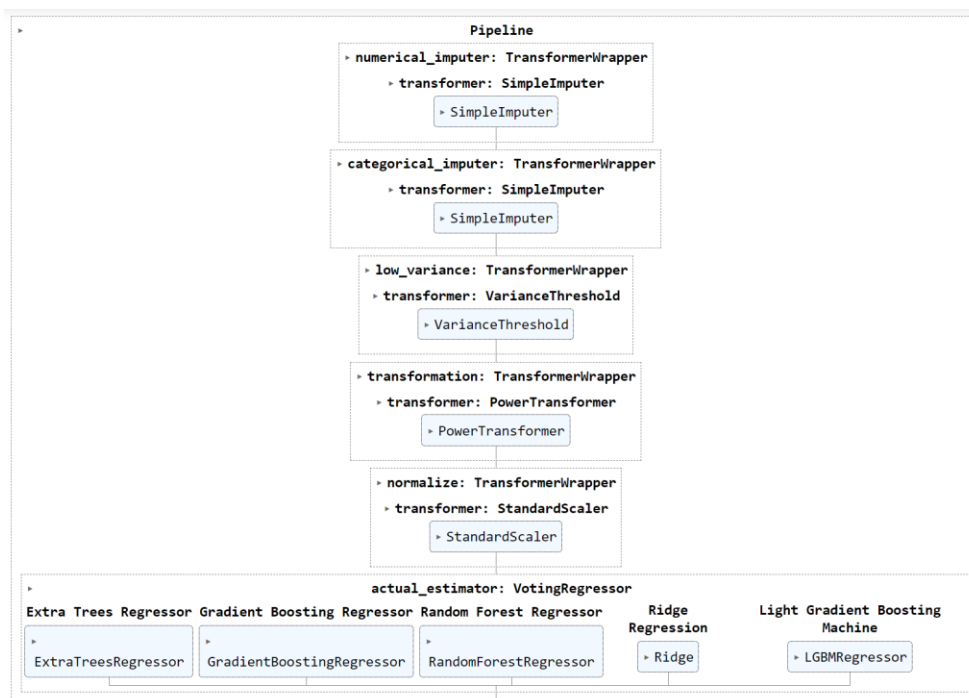 Pipeline
numerical_imputer: TransformerWrapper
transformer: SimpleImputer
SimpleImputer
categorical_imputer: TransformerWrapper
transformer: SimpleImputer
SimpleImputer
low_variance: TransformerWrapper
transformer: VarianceThreshold
VarianceThreshold
transformation: TransformerWrapper
transformer: PowerTransformer
PowerTransformer
normalize: TransformerWrapper
transformer: StandardScaler
StandardScaler
actual_estimator: VotingRegressor
Extra Trees Regressor
ExtraTreesRegressor
Gradient Boosting Regressor
GradientBoostingRegressor
Random Forest Regressor
RandomForestRegressor
Ridge
Regression
Ridge
Light Gradient Boosting
Machine
LGBMRegressor